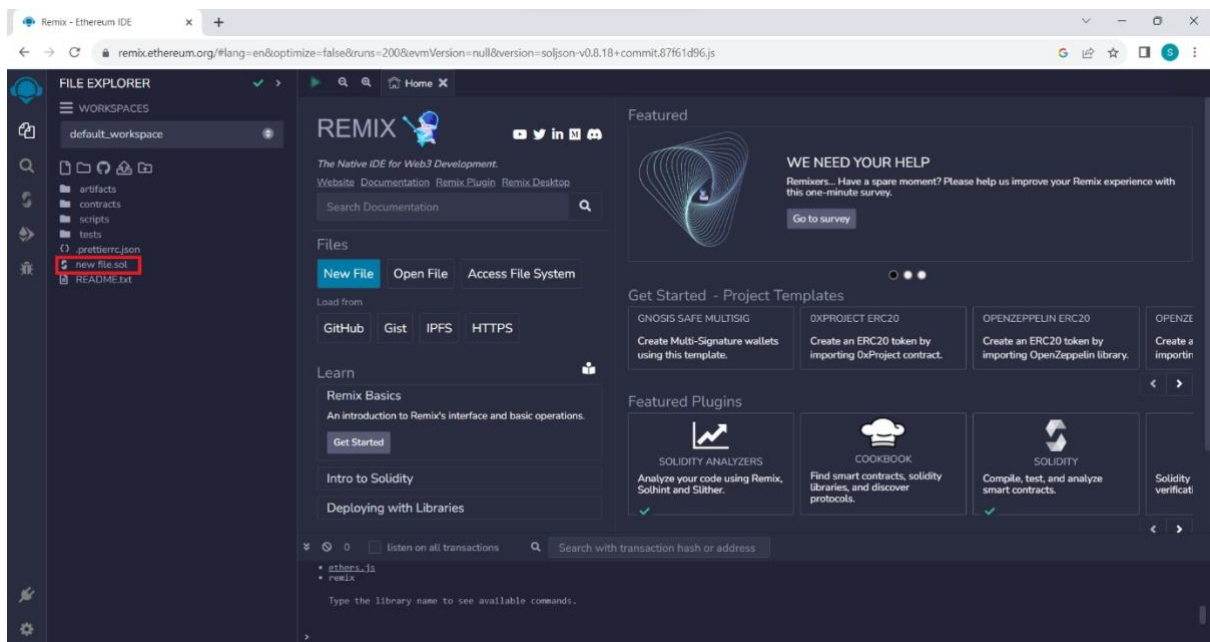 Remix - Ethereum IDE
remix.ethereum.org/#lang=en&optimize=false&runs=200&evmVersion=null&version=soljson-v0.8.18+commit.87f61d96.js
G
S
FILE EXPLORER
WORKSPACES
default_workspace
artifacts
contracts
scripts
tests
.prettierrc.json
new file.sol
README.txt
Home
REMIX
The Native IDE for Web3 Development.
Website Documentation Remix Plugin Remix Desktop
Search Documentation
Files
New File Open File Access File System
Load from
GitHub Gist IPFS HTTPS
Learn
Remix Basics
An introduction to Remix's interface and basic operations.
Get Started
Intro to Solidity
Deploying with Libraries
Featured
WE NEED YOUR HELP
Remixers... Have a spare moment? Please help us improve your Remix experience with
this one-minute survey.
Go to survey
Get Started - Project Templates
GNOSIS SAFE MULTISIG
Create Multi-Signature wallets
using this template.
0XPROJECT ERC20
Create an ERC20 token by
importing 0xProject contract.
OPENZEPPELIN ERC20
Create an ERC20 token by
importing OpenZeppelin library.
OPENZE
Create a
importin
Featured Plugins
SOLIDITY ANALYZERS
Analyze your code using Remix,
Solhint and Slither.
COOKBOOK
Find smart contracts, solidity
libraries, and discover
protocols.
SOLIDITY
Compile, test, and analyze
smart contracts.
Solidity
verificati
0 listen on all transactions Search with transaction hash or address
• ethers.js
• remix
Type the library name to see available commands.
>